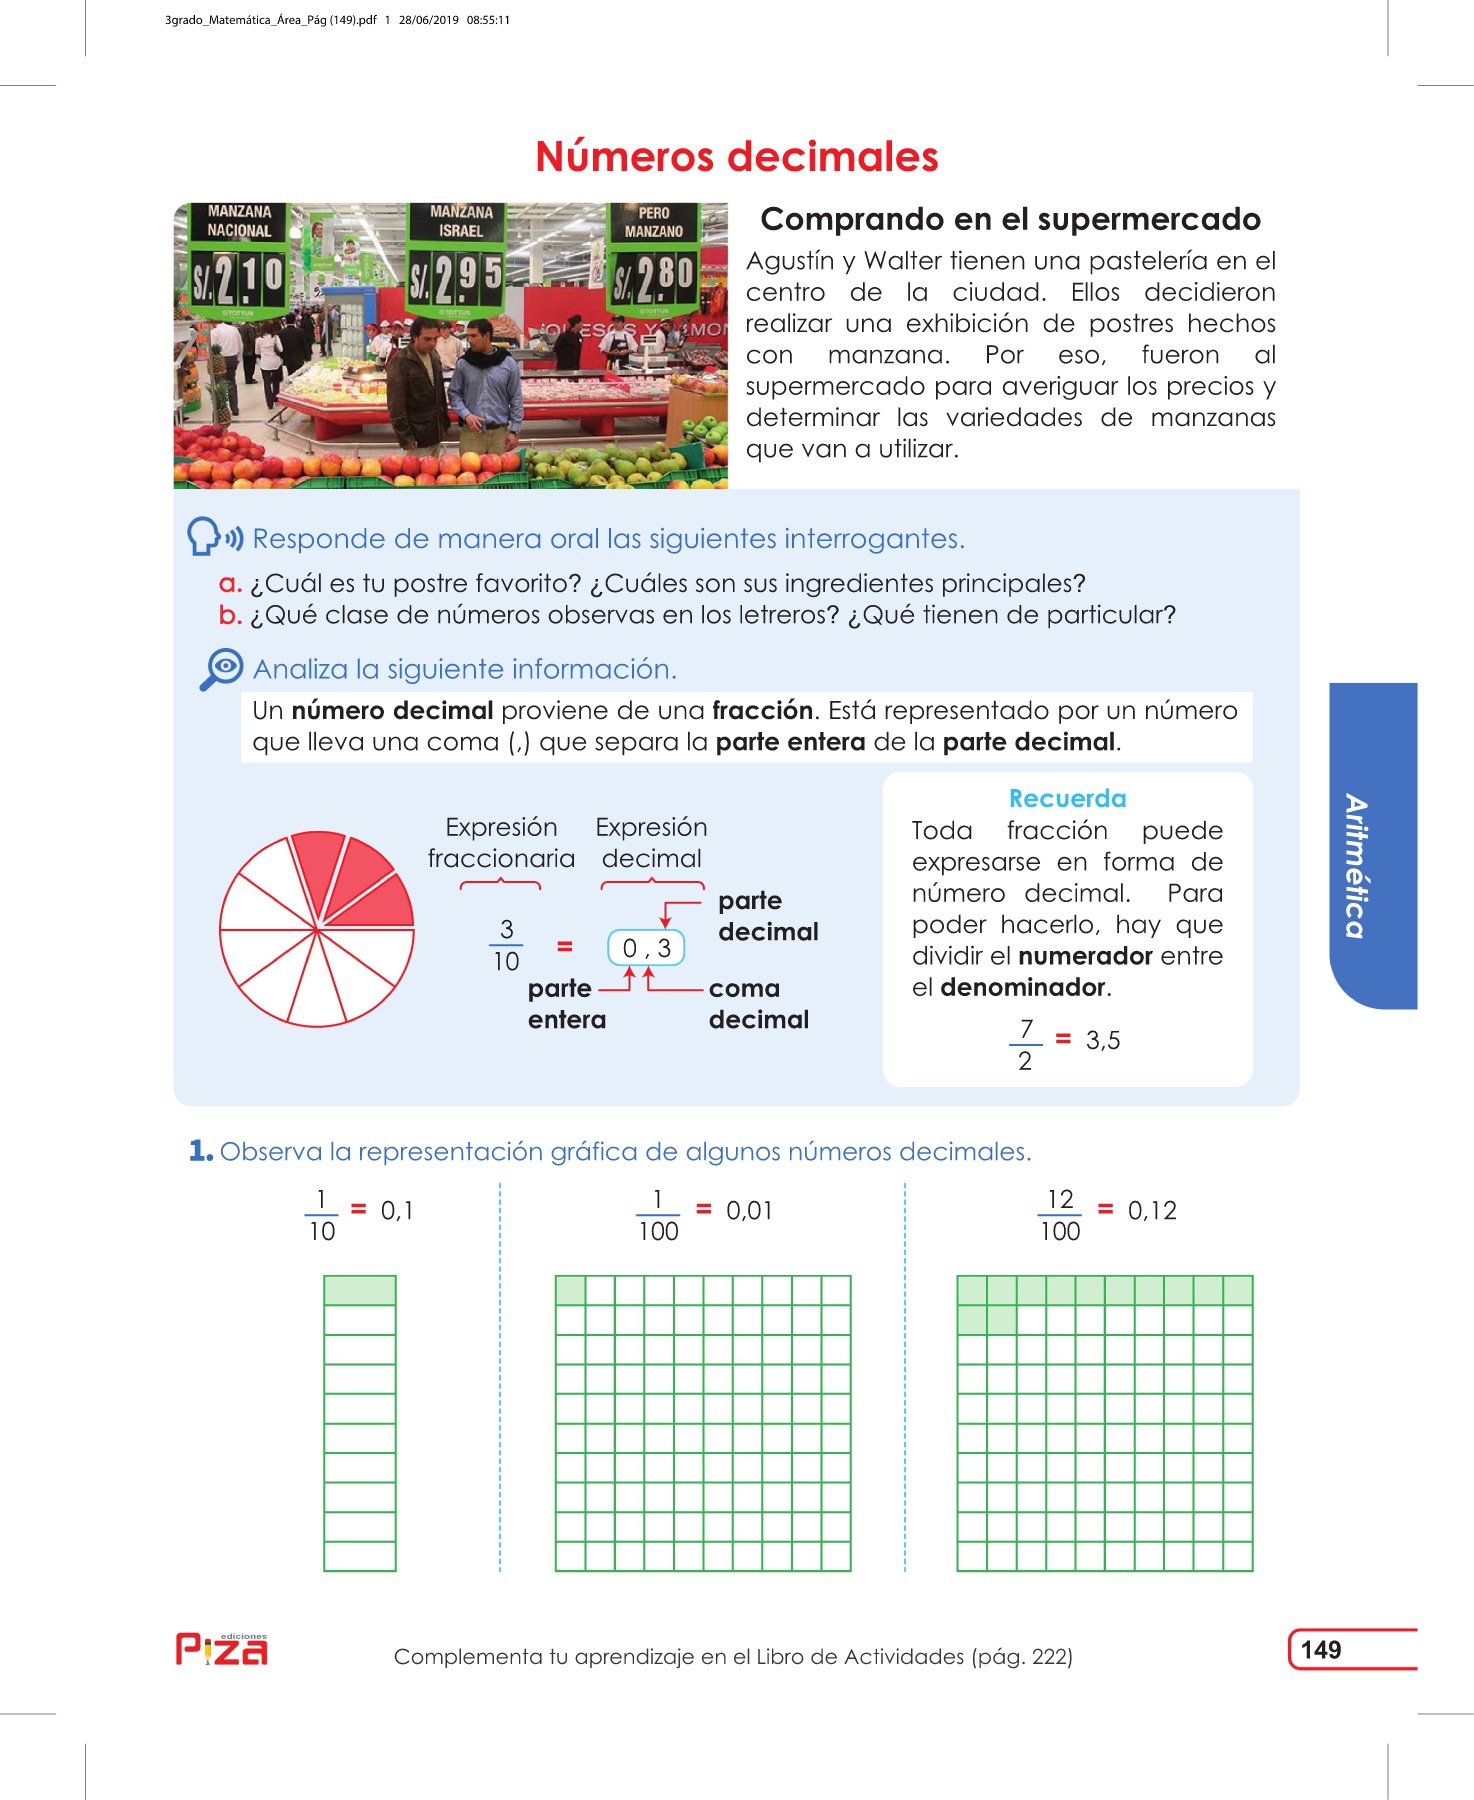 3grado_Matemática_Área_Pág (149).pdf 1 28/06/2019 08:55:11
Números decimales
MANZANA
NACIONAL
S/. 2.10
TOTTUS
MANZANA
ISRAEL
S/. 2.95
TOTTUS
PERO
MANZANO
S/. 2.80
TOTTUS
Comprando en el supermercado
Agustín y Walter tienen una pastelería en el
centro de la ciudad. Ellos decidieron
realizar una exhibición de postres hechos
con manzana. Por eso, fueron al
supermercado para averiguar los precios y
determinar las variedades de manzanas
que van a utilizar.
Responde de manera oral las siguientes interrogantes.
a. ¿Cuál es tu postre favorito? ¿Cuáles son sus ingredientes principales?
b. ¿Qué clase de números observas en los letreros? ¿Qué tienen de particular?
Analiza la siguiente información.
Un número decimal proviene de una fracción. Está representado por un número
que lleva una coma (,) que separa la parte entera de la parte decimal.
Expresión
fraccionaria
Expresión
decimal
parte
decimal
3/10 = 0 , 3
parte
entera
coma
decimal
Recuerda
Toda fracción puede
expresarse en forma de
número decimal. Para
poder hacerlo, hay que
dividir el numerador entre
el denominador.
7/2 = 3,5
Aritmética
1. Observa la representación gráfica de algunos números decimales.
1/10 = 0,1
1/100 = 0,01
12/100 = 0,12
ediciones
Piza
Complementa tu aprendizaje en el Libro de Actividades (pág. 222)
149